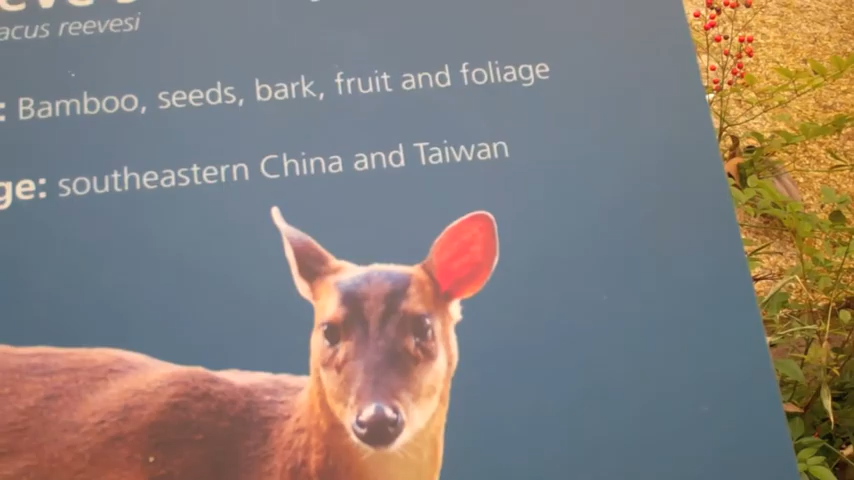 acus reevesi
: Bamboo, seeds, bark, fruit and foliage
ge: southeastern China and Taiwan